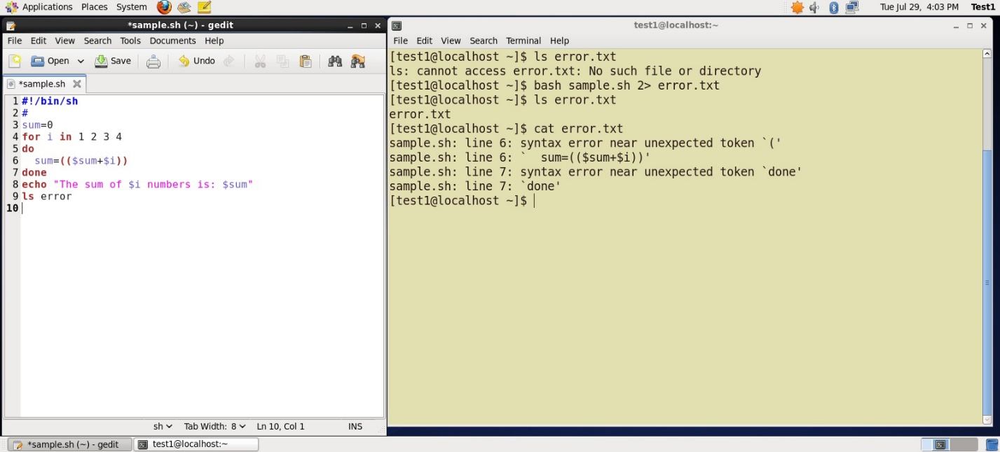 Applications Places System Tue Jul 29, 4:03 PM Test1
*sample.sh (~) - gedit
File Edit View Search Tools Documents Help
Open Save Undo
*sample.sh
1 #!/bin/sh
2 #
3 sum=0
4 for i in 1 2 3 4
5 do
6   sum=(($sum+$i))
7 done
8 echo "The sum of $i numbers is: $sum"
9 ls error
10
sh Tab Width: 8 Ln 10, Col 1 INS
test1@localhost:~
File Edit View Search Terminal Help
[test1@localhost ~]$ ls error.txt
ls: cannot access error.txt: No such file or directory
[test1@localhost ~]$ bash sample.sh 2> error.txt
[test1@localhost ~]$ ls error.txt
error.txt
[test1@localhost ~]$ cat error.txt
sample.sh: line 6: syntax error near unexpected token `('
sample.sh: line 6: `  sum=(($sum+$i))'
sample.sh: line 7: syntax error near unexpected token `done'
sample.sh: line 7: `done'
[test1@localhost ~]$
*sample.sh (~) - gedit test1@localhost:~